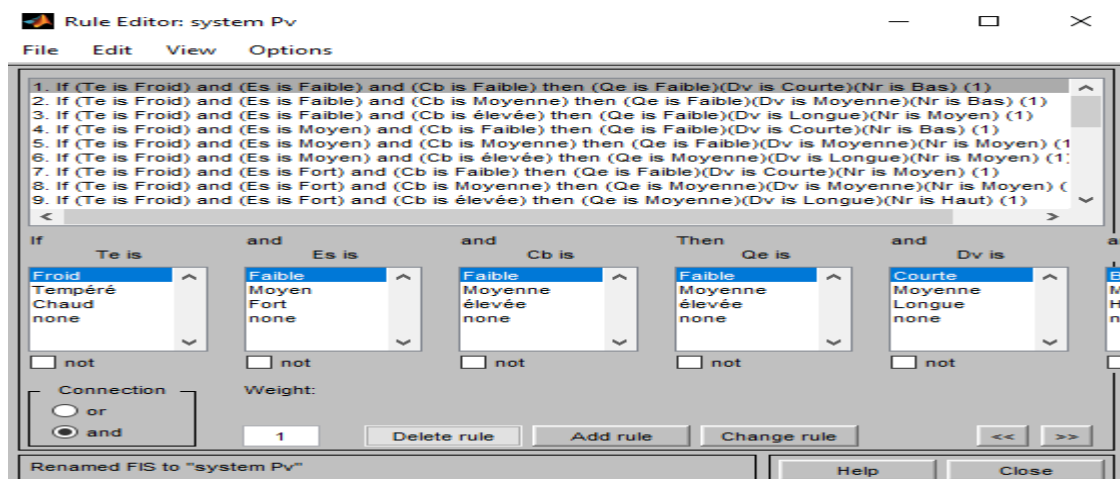 Rule Editor: system Pv
File Edit View Options
1. If (Te is Froid) and (Es is Faible) and (Cb is Faible) then (Qe is Faible)(Dv is Courte)(Nr is Bas) (1)
2. If (Te is Froid) and (Es is Faible) and (Cb is Moyenne) then (Qe is Faible)(Dv is Moyenne)(Nr is Bas) (1)
3. If (Te is Froid) and (Es is Faible) and (Cb is élevée) then (Qe is Faible)(Dv is Longue)(Nr is Moyen) (1)
4. If (Te is Froid) and (Es is Moyen) and (Cb is Faible) then (Qe is Faible)(Dv is Courte)(Nr is Bas) (1)
5. If (Te is Froid) and (Es is Moyen) and (Cb is Moyenne) then (Qe is Faible)(Dv is Moyenne)(Nr is Moyen) (1
6. If (Te is Froid) and (Es is Moyen) and (Cb is élevée) then (Qe is Moyenne)(Dv is Longue)(Nr is Moyen) (1
7. If (Te is Froid) and (Es is Fort) and (Cb is Faible) then (Qe is Faible)(Dv is Courte)(Nr is Moyen) (1)
8. If (Te is Froid) and (Es is Fort) and (Cb is Moyenne) then (Qe is Moyenne)(Dv is Moyenne)(Nr is Moyen) (
9. If (Te is Froid) and (Es is Fort) and (Cb is élevée) then (Qe is Moyenne)(Dv is Longue)(Nr is Haut) (1)
If and and Then and
Te is Es is Cb is Qe is Dv is
Froid Faible Faible Faible Courte
Tempéré Moyen Moyenne Moyenne Moyenne
Chaud Fort élevée élevée Longue
none none none none none
not not not not not
Connection Weight:
or
and 1 Delete rule Add rule Change rule << >>
Renamed FIS to "system Pv" Help Close